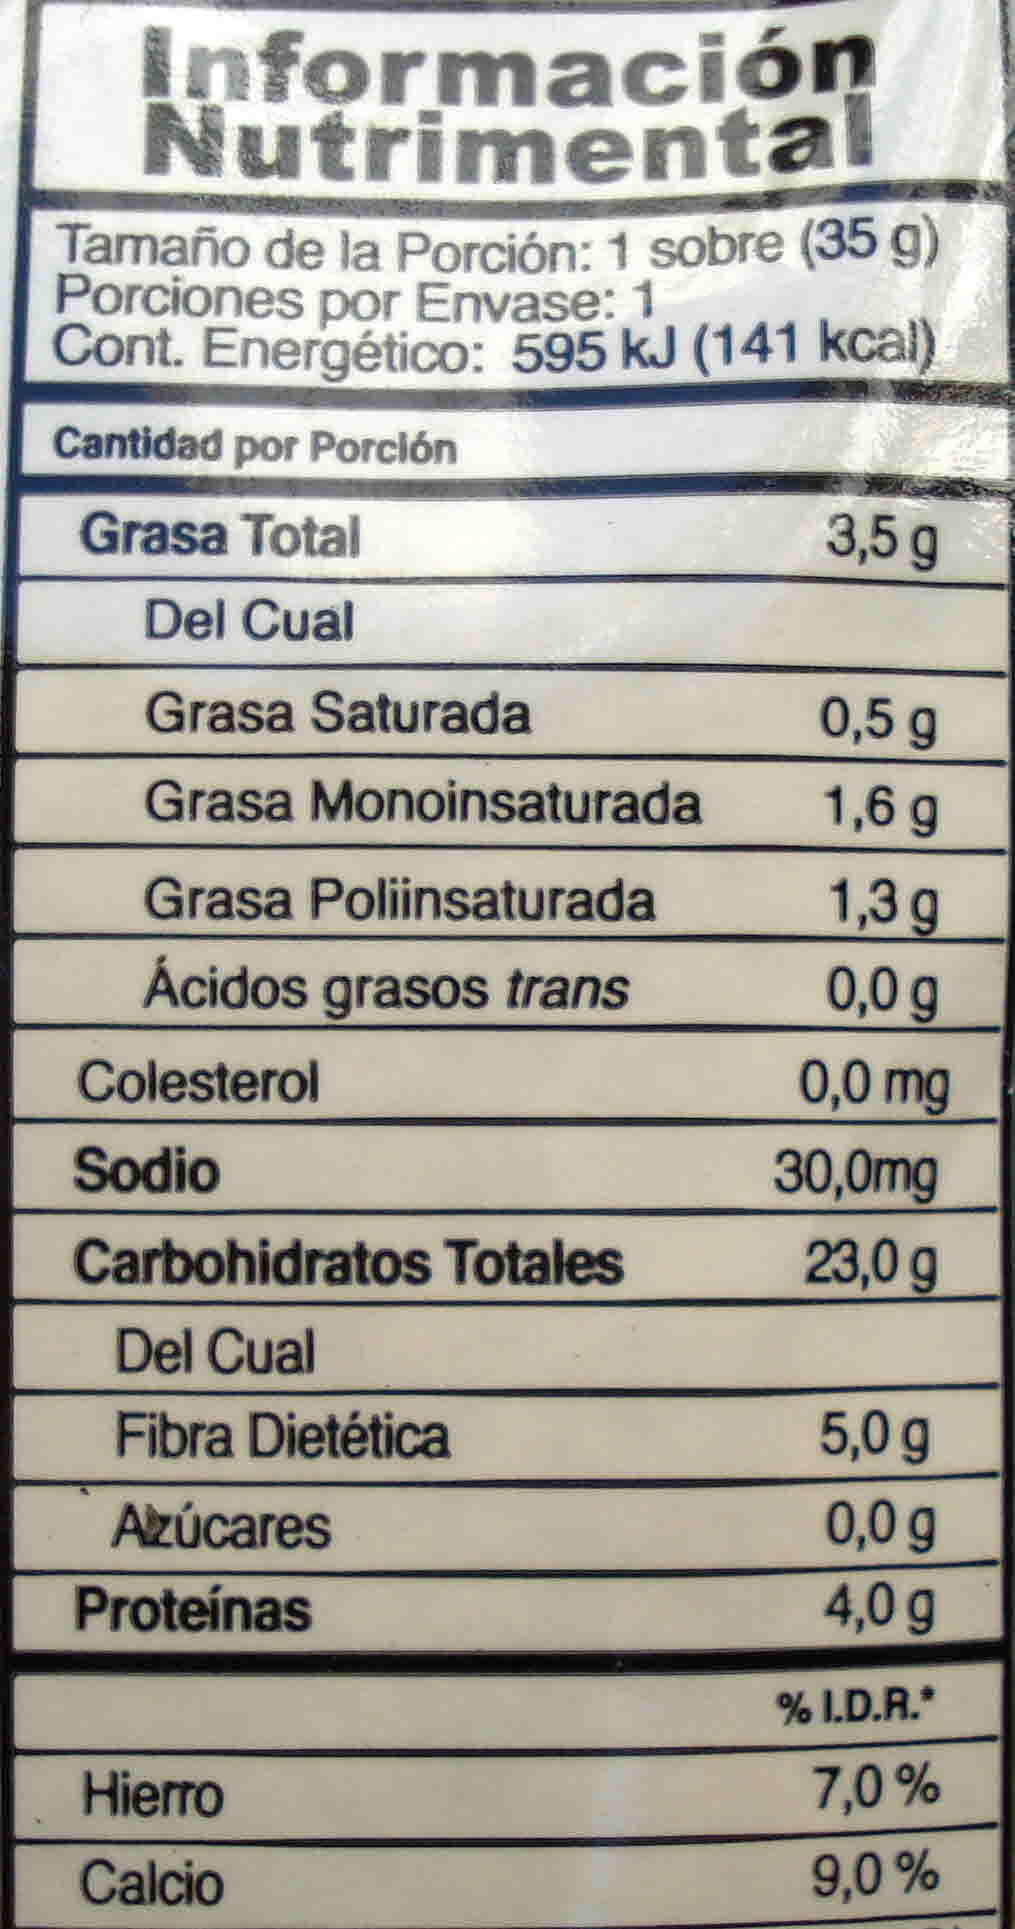 Información
Nutrimental
Tamaño de la Porción: 1 sobre (35 g)
Porciones por Envase: 1
Cont. Energético: 595 kJ (141 kcal)
Cantidad por Porción
Grasa Total 3,5 g
Del Cual
Grasa Saturada 0,5 g
Grasa Monoinsaturada 1,6 g
Grasa Poliinsaturada 1,3 g
Ácidos grasos trans 0,0 g
Colesterol 0,0 mg
Sodio 30,0mg
Carbohidratos Totales 23,0 g
Del Cual
Fibra Dietética 5,0 g
Azúcares 0,0 g
Proteínas 4,0 g
% I.D.R.*
Hierro 7,0 %
Calcio 9,0 %